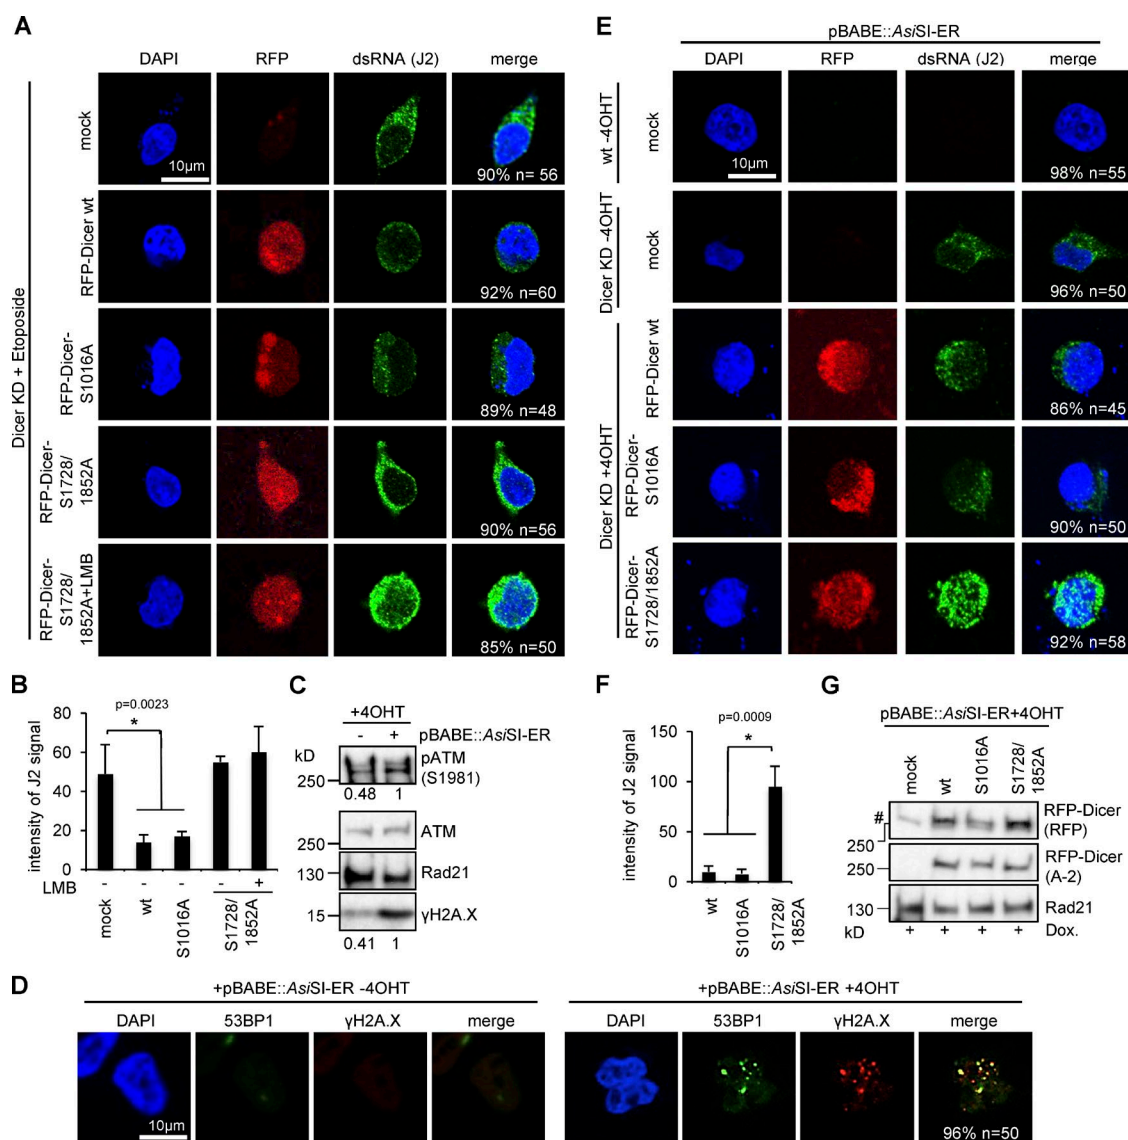 A
DAPI RFP dsRNA (J2) merge
Dicer KD + Etoposide
mock
10µm
90% n= 56
RFP-Dicer wt
92% n=60
RFP-Dicer-
S1016A
89% n=48
RFP-Dicer-
S1728/
1852A
90% n=56
RFP-Dicer-
S1728/
1852A+LMB
85% n=50
E
pBABE::AsiSI-ER
DAPI RFP dsRNA (J2) merge
wt -4OHT
mock
10µm
98% n=55
Dicer KD -4OHT
mock
96% n=50
Dicer KD +4OHT
RFP-Dicer wt
86% n=45
RFP-Dicer-
S1016A
90% n=50
RFP-Dicer-
S1728/1852A
92% n=58
B
p=0.0023
*
intensity of J2 signal
80
60
40
20
0
LMB - - - - +
mock
wt
S1016A
S1728/
1852A
C
+4OHT
kD - + pBABE::AsiSI-ER
250 pATM
(S1981)
0.48 1
250 ATM
130 Rad21
15 γH2A.X
0.41 1
F
p=0.0009
*
intensity of J2 signal
150
100
50
0
wt
S1016A
S1728/
1852A
G
pBABE::AsiSI-ER+4OHT
mock
wt
S1016A
S1728/
1852A
# RFP-Dicer
250 (RFP)
250 RFP-Dicer
(A-2)
130 Rad21
kD + + + + Dox.
D
+pBABE::AsiSI-ER -4OHT
DAPI 53BP1 γH2A.X merge
10µm
+pBABE::AsiSI-ER +4OHT
DAPI 53BP1 γH2A.X merge
96% n=50